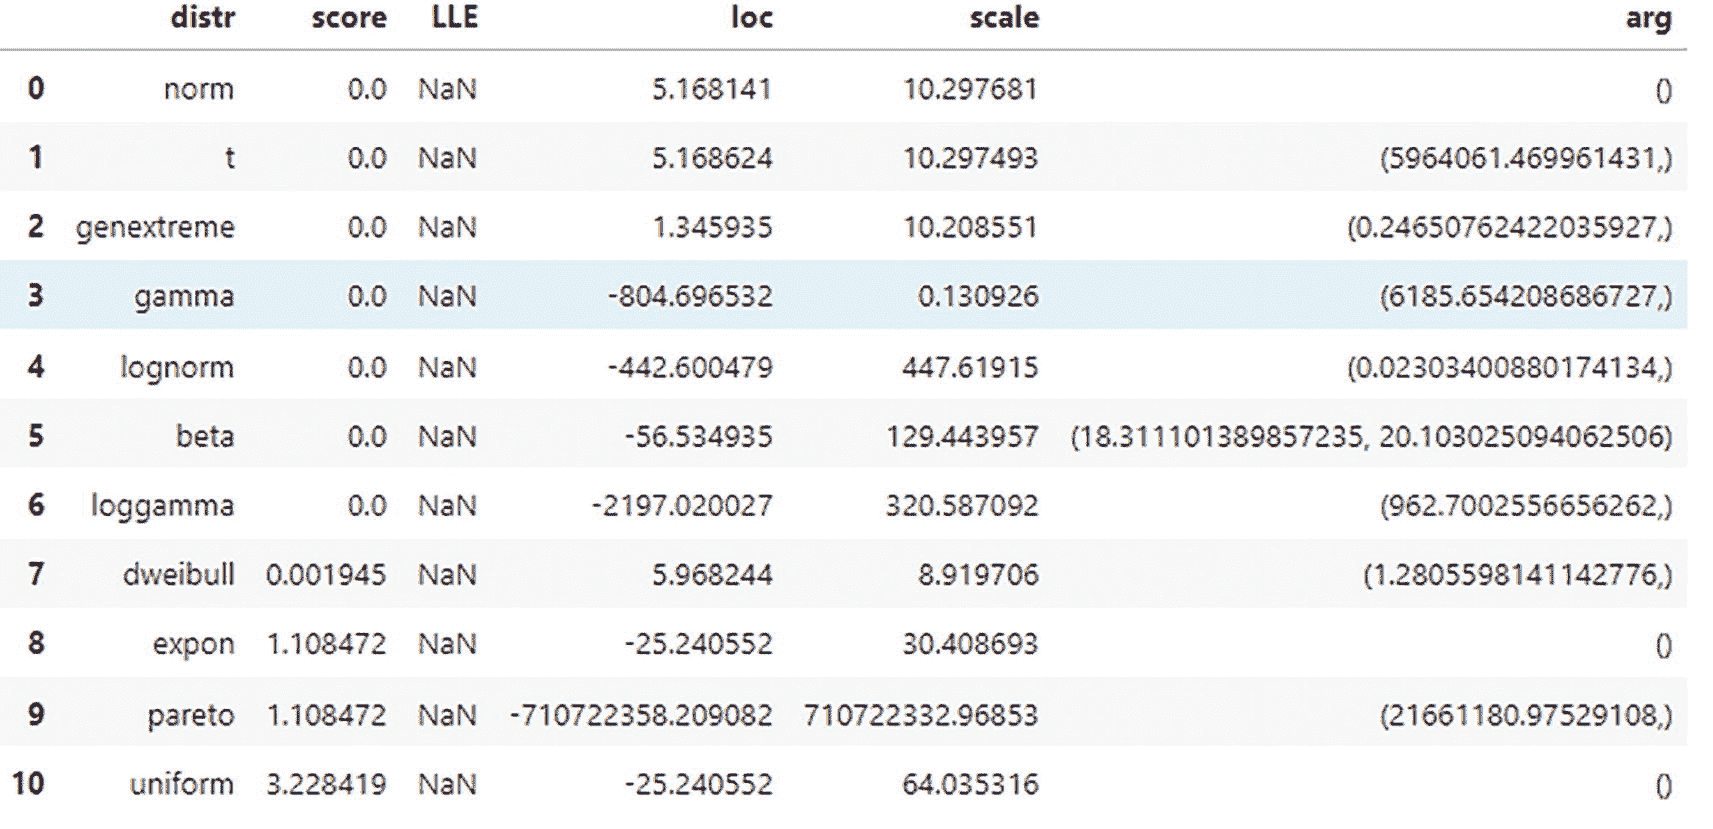 distr score LLE loc scale arg
0 norm 0.0 NaN 5.168141 10.297681 ()
1 t 0.0 NaN 5.168624 10.297493 (5964061.469961431,)
2 genextreme 0.0 NaN 1.345935 10.208551 (0.24650762422035927,)
3 gamma 0.0 NaN -804.696532 0.130926 (6185.654208686727,)
4 lognorm 0.0 NaN -442.600479 447.61915 (0.02303400880174134,)
5 beta 0.0 NaN -56.534935 129.443957 (18.311101389857235, 20.103025094062506)
6 loggamma 0.0 NaN -2197.020027 320.587092 (962.7002556656262,)
7 dweibull 0.001945 NaN 5.968244 8.919706 (1.2805598141142776,)
8 expon 1.108472 NaN -25.240552 30.408693 ()
9 pareto 1.108472 NaN -710722358.209082 710722332.96853 (21661180.97529108,)
10 uniform 3.228419 NaN -25.240552 64.035316 ()